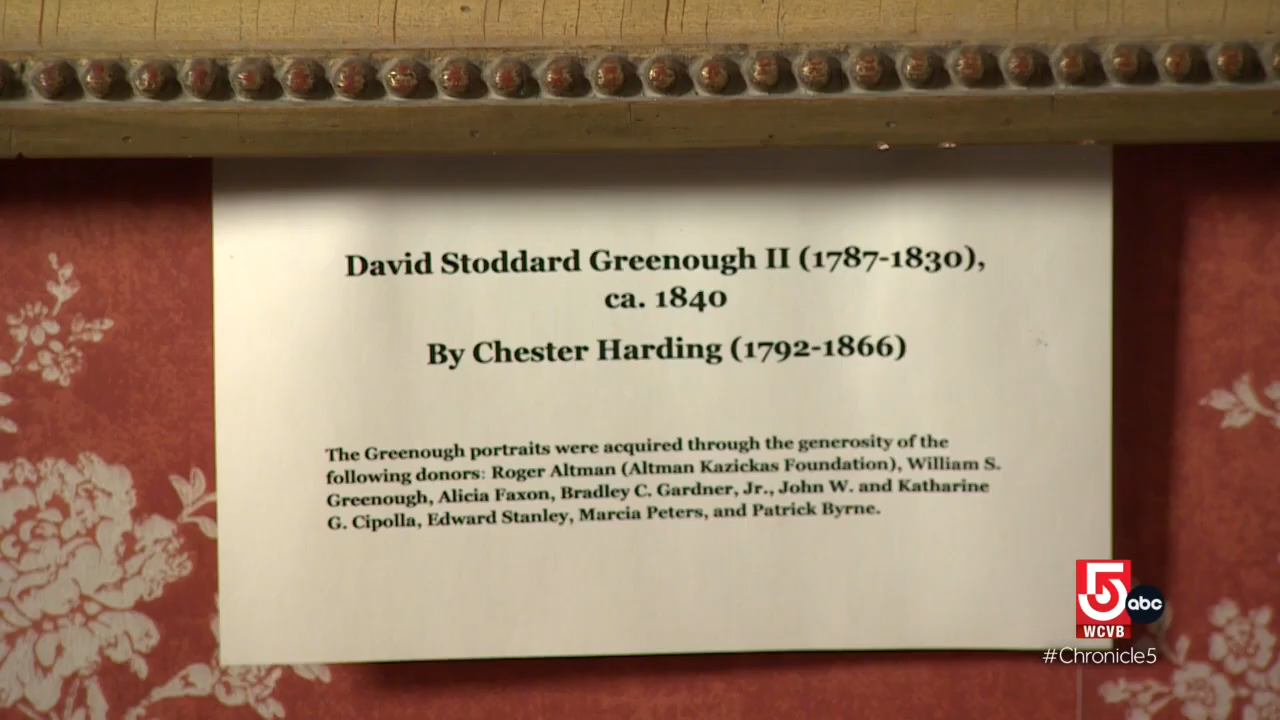 David Stoddard Greenough II (1787-1830),
ca. 1840
By Chester Harding (1792-1866)
The Greenough portraits were acquired through the generosity of the
following donors: Roger Altman (Altman Kazickas Foundation), William S.
Greenough, Alicia Faxon, Bradley C. Gardner, Jr., John W. and Katharine
G. Cipolla, Edward Stanley, Marcia Peters, and Patrick Byrne.
5 abc
WCVB
#Chronicle5